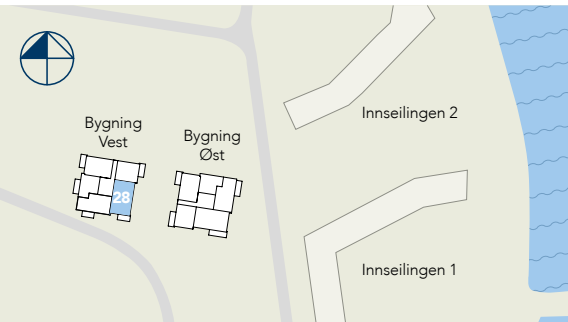 Innseilingen 2
Bygning
Vest
Bygning
Øst
28
Innseilingen 1